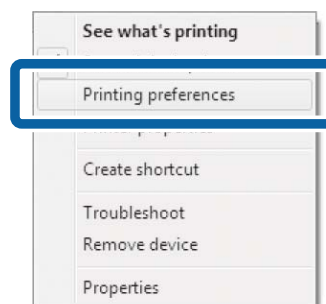 See what's printing
Printing preferences
Create shortcut
Troubleshoot
Remove device
Properties